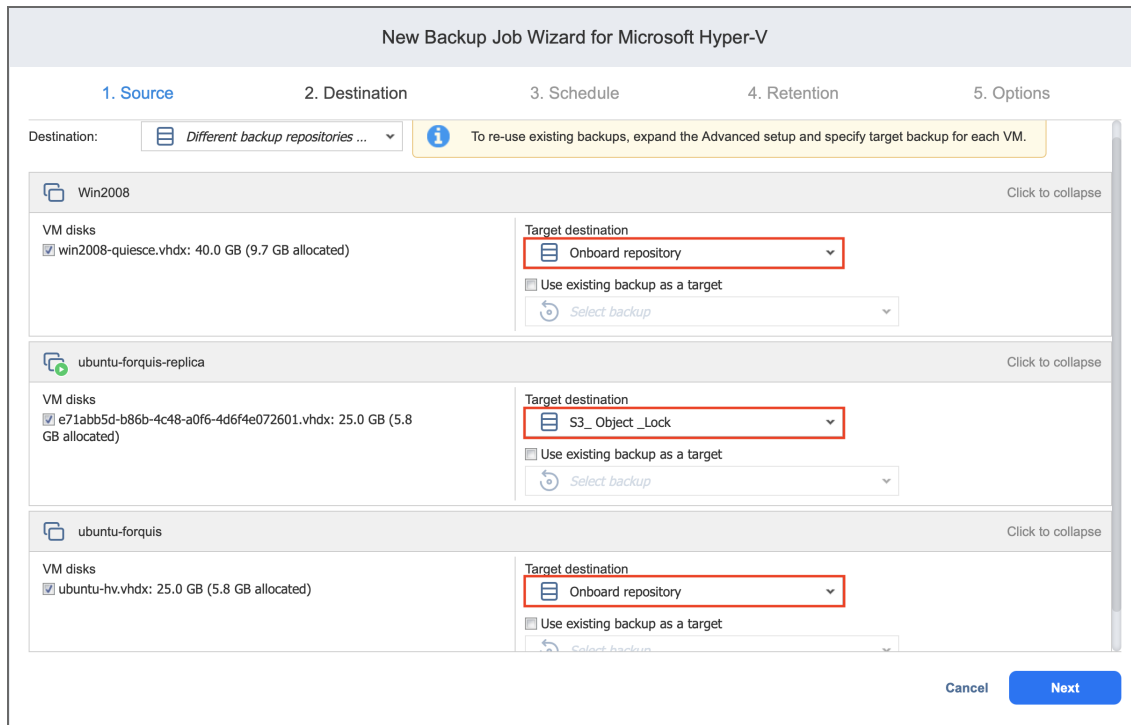 New Backup Job Wizard for Microsoft Hyper-V
1. Source 2. Destination 3. Schedule 4. Retention 5. Options
Destination: Different backup repositories ... To re-use existing backups, expand the Advanced setup and specify target backup for each VM.
Win2008 Click to collapse
VM disks
win2008-quiesce.vhdx: 40.0 GB (9.7 GB allocated)
Target destination
Onboard repository
Use existing backup as a target
Select backup
ubuntu-forquis-replica Click to collapse
VM disks
e71abb5d-b86b-4c48-a0f6-4d6f4e072601.vhdx: 25.0 GB (5.8
GB allocated)
Target destination
S3_ Object _Lock
Use existing backup as a target
Select backup
ubuntu-forquis Click to collapse
VM disks
ubuntu-hv.vhdx: 25.0 GB (5.8 GB allocated)
Target destination
Onboard repository
Use existing backup as a target
Select backup
Cancel Next